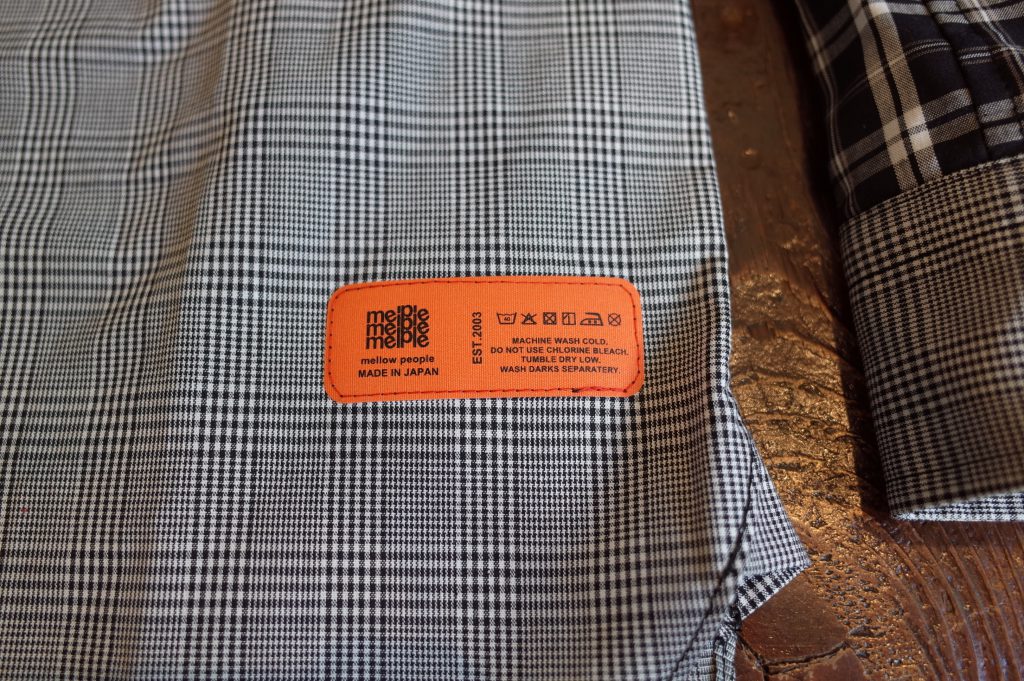 melple
melple
melple
mellow people
MADE IN JAPAN
EST.2003
40
MACHINE WASH COLD.
DO NOT USE CHLORINE BLEACH.
TUMBLE DRY LOW.
WASH DARKS SEPARATERY.